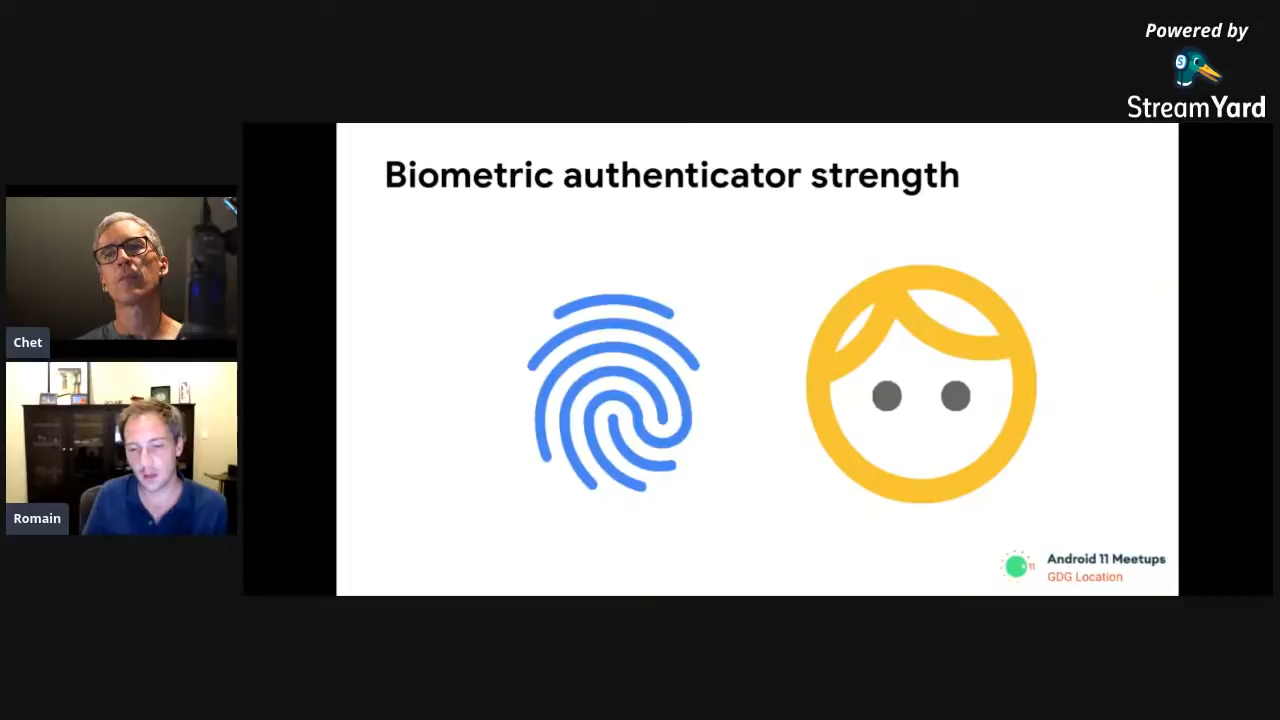 Powered by
StreamYard
Biometric authenticator strength
Chet
Romain
Android 11 Meetups
GDG Location